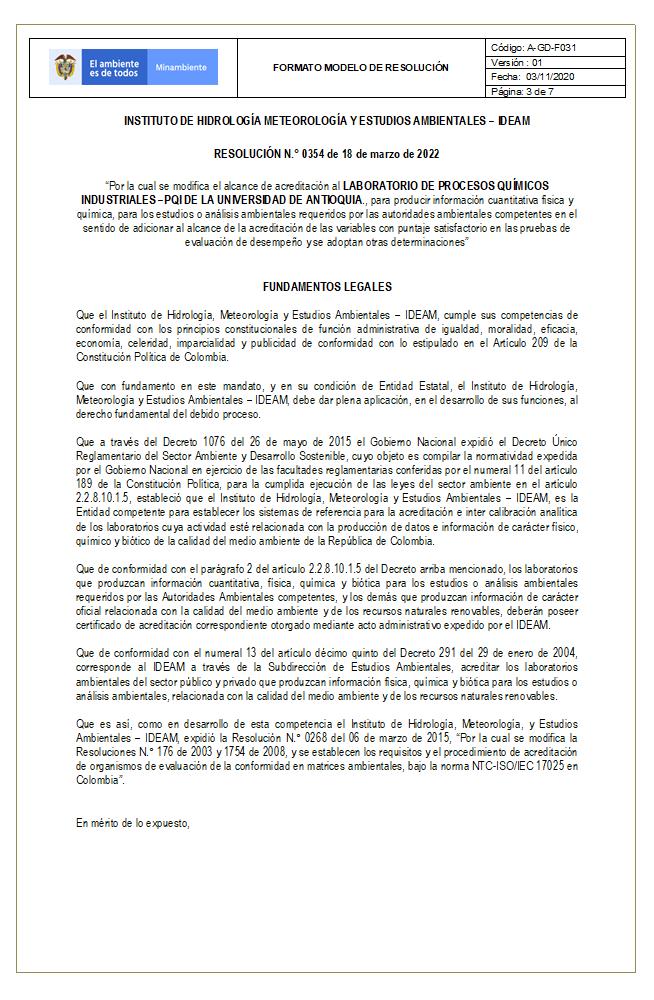 El ambiente
es de todos
Minambiente
FORMATO MODELO DE RESOLUCIÓN
Código: A-GD-F031
Versión : 01
Fecha: 03/11/2020
Página: 3 de 7
INSTITUTO DE HIDROLOGÍA METEOROLOGÍA Y ESTUDIOS AMBIENTALES – IDEAM
RESOLUCIÓN N.° 0354 de 18 de marzo de 2022
“Por la cual se modifica el alcance de acreditación al LABORATORIO DE PROCESOS QUÍMICOS
INDUSTRIALES –PQI DE LA UNIVERSIDAD DE ANTIOQUIA., para producir información cuantitativa física y
química, para los estudios o análisis ambientales requeridos por las autoridades ambientales competentes en el
sentido de adicionar al alcance de la acreditación de las variables con puntaje satisfactorio en las pruebas de
evaluación de desempeño y se adoptan otras determinaciones”
FUNDAMENTOS LEGALES
Que el Instituto de Hidrología, Meteorología y Estudios Ambientales – IDEAM, cumple sus competencias de
conformidad con los principios constitucionales de función administrativa de igualdad, moralidad, eficacia,
economía, celeridad, imparcialidad y publicidad de conformidad con lo estipulado en el Artículo 209 de la
Constitución Política de Colombia.
Que con fundamento en este mandato, y en su condición de Entidad Estatal, el Instituto de Hidrología,
Meteorología y Estudios Ambientales – IDEAM, debe dar plena aplicación, en el desarrollo de sus funciones, al
derecho fundamental del debido proceso.
Que a través del Decreto 1076 del 26 de mayo de 2015 el Gobierno Nacional expidió el Decreto Único
Reglamentario del Sector Ambiente y Desarrollo Sostenible, cuyo objeto es compilar la normatividad expedida
por el Gobierno Nacional en ejercicio de las facultades reglamentarias conferidas por el numeral 11 del artículo
189 de la Constitución Política, para la cumplida ejecución de las leyes del sector ambiente en el artículo
2.2.8.10.1.5, estableció que el Instituto de Hidrología, Meteorología y Estudios Ambientales – IDEAM, es la
Entidad competente para establecer los sistemas de referencia para la acreditación e inter calibración analítica
de los laboratorios cuya actividad esté relacionada con la producción de datos e información de carácter físico,
químico y biótico de la calidad del medio ambiente de la República de Colombia.
Que de conformidad con el parágrafo 2 del artículo 2.2.8.10.1.5 del Decreto arriba mencionado, los laboratorios
que produzcan información cuantitativa, física, química y biótica para los estudios o análisis ambientales
requeridos por las Autoridades Ambientales competentes, y los demás que produzcan información de carácter
oficial relacionada con la calidad del medio ambiente y de los recursos naturales renovables, deberán poseer
certificado de acreditación correspondiente otorgado mediante acto administrativo expedido por el IDEAM.
Que de conformidad con el numeral 13 del artículo décimo quinto del Decreto 291 del 29 de enero de 2004,
corresponde al IDEAM a través de la Subdirección de Estudios Ambientales, acreditar los laboratorios
ambientales del sector público y privado que produzcan información física, química y biótica para los estudios o
análisis ambientales, relacionada con la calidad del medio ambiente y de los recursos naturales renovables.
Que es así, como en desarrollo de esta competencia el Instituto de Hidrología, Meteorología, y Estudios
Ambientales – IDEAM, expidió la Resolución N.° 0268 del 06 de marzo de 2015, “Por la cual se modifica la
Resoluciones N.° 176 de 2003 y 1754 de 2008, y se establecen los requisitos y el procedimiento de acreditación
de organismos de evaluación de la conformidad en matrices ambientales, bajo la norma NTC-ISO/IEC 17025 en
Colombia”.
En mérito de lo expuesto,